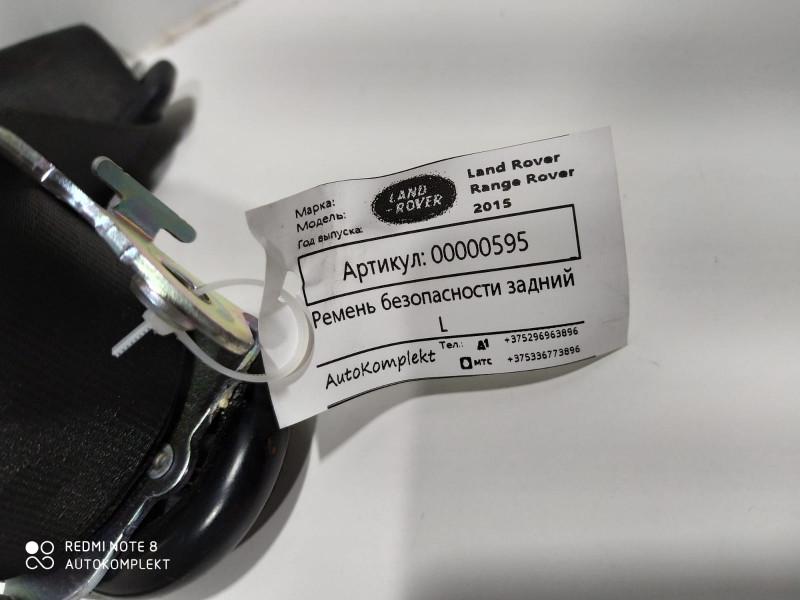 Марка: Land Rover
Модель: Range Rover
Год выпуска: 2015
LAND
-ROVER
Артикул: 00000595
Ремень безопасности задний
L
AutoKomplekt Тел.: A1 +375296963896
МТС +375336773896
REDMI NOTE 8
AUTOKOMPLEKT